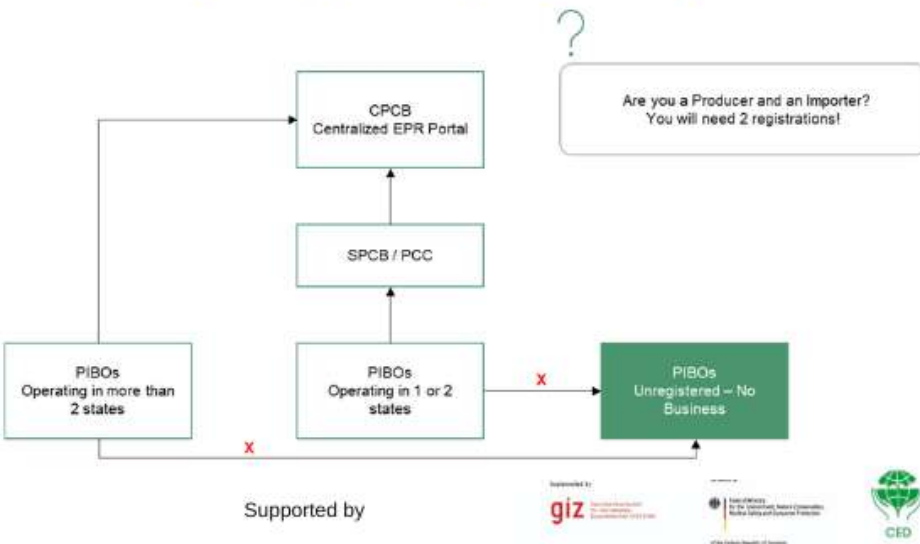 ?
Are you a Producer and an Importer?
You will need 2 registrations!
CPCB
Centralized EPR Portal
SPCB / PCC
PIBOs
Operating in more than
2 states
PIBOs
Operating in 1 or 2
states
X
PIBOs
Unregistered – No
Business
X
Supported by
giz
CED